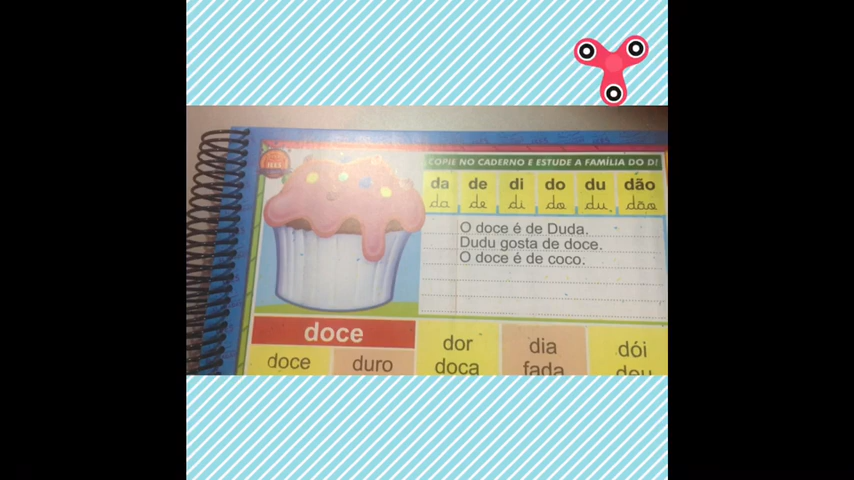 COPIE NO CADERNO E ESTUDE A FAMÍLIA DO D!
da de di do du dão
da de di do du dão
O doce é de Duda.
Dudu gosta de doce.
O doce é de coco.
doce
doce duro
dor dia dói
doca fada deu